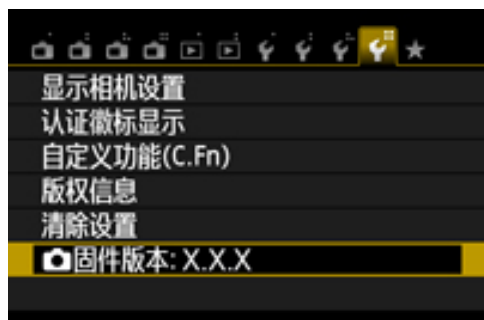 显示相机设置
认证徽标显示
自定义功能(C.Fn)
版权信息
清除设置
固件版本: X.X.X